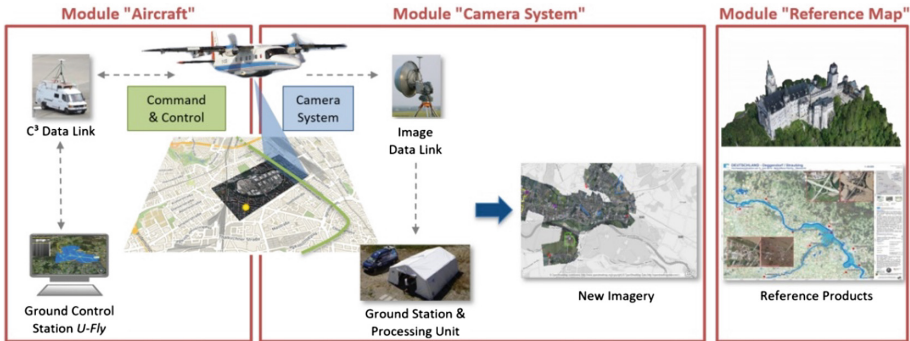 Module "Aircraft"
Module "Camera System"
Module "Reference Map"
Command
& Control
Camera
System
C³ Data Link
Image
Data Link
Ground Control
Station U-Fly
Ground Station &
Processing Unit
New Imagery
Reference Products